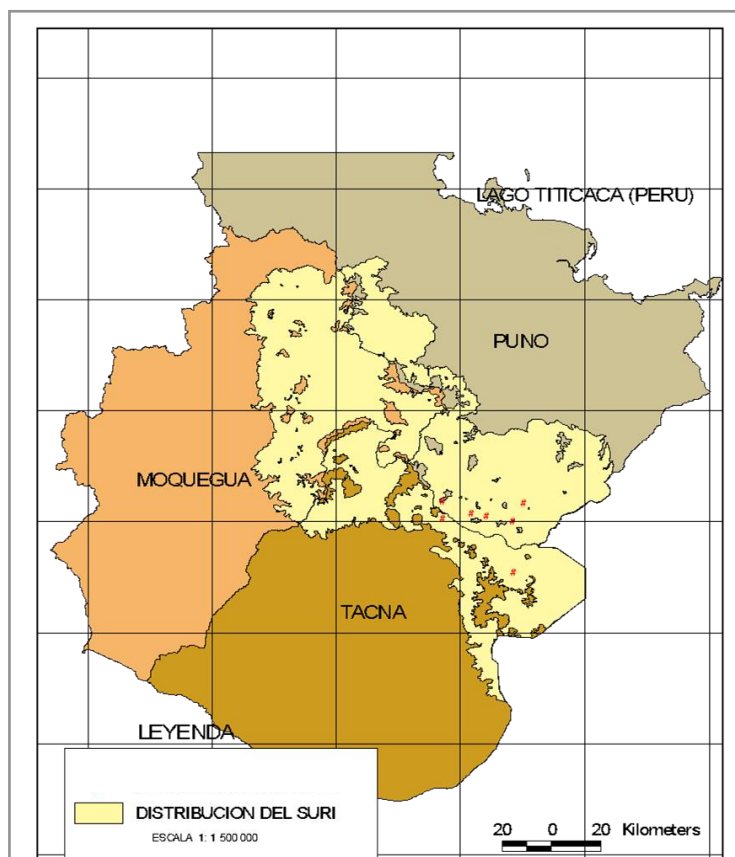 LAGO TITICACA (PERU)
PUNO
MOQUEGUA
# # # # #
#
#
TACNA
LEYENDA
DISTRIBUCION DEL SURI
ESCALA 1: 1 500 000
20 0 20 Kilometers